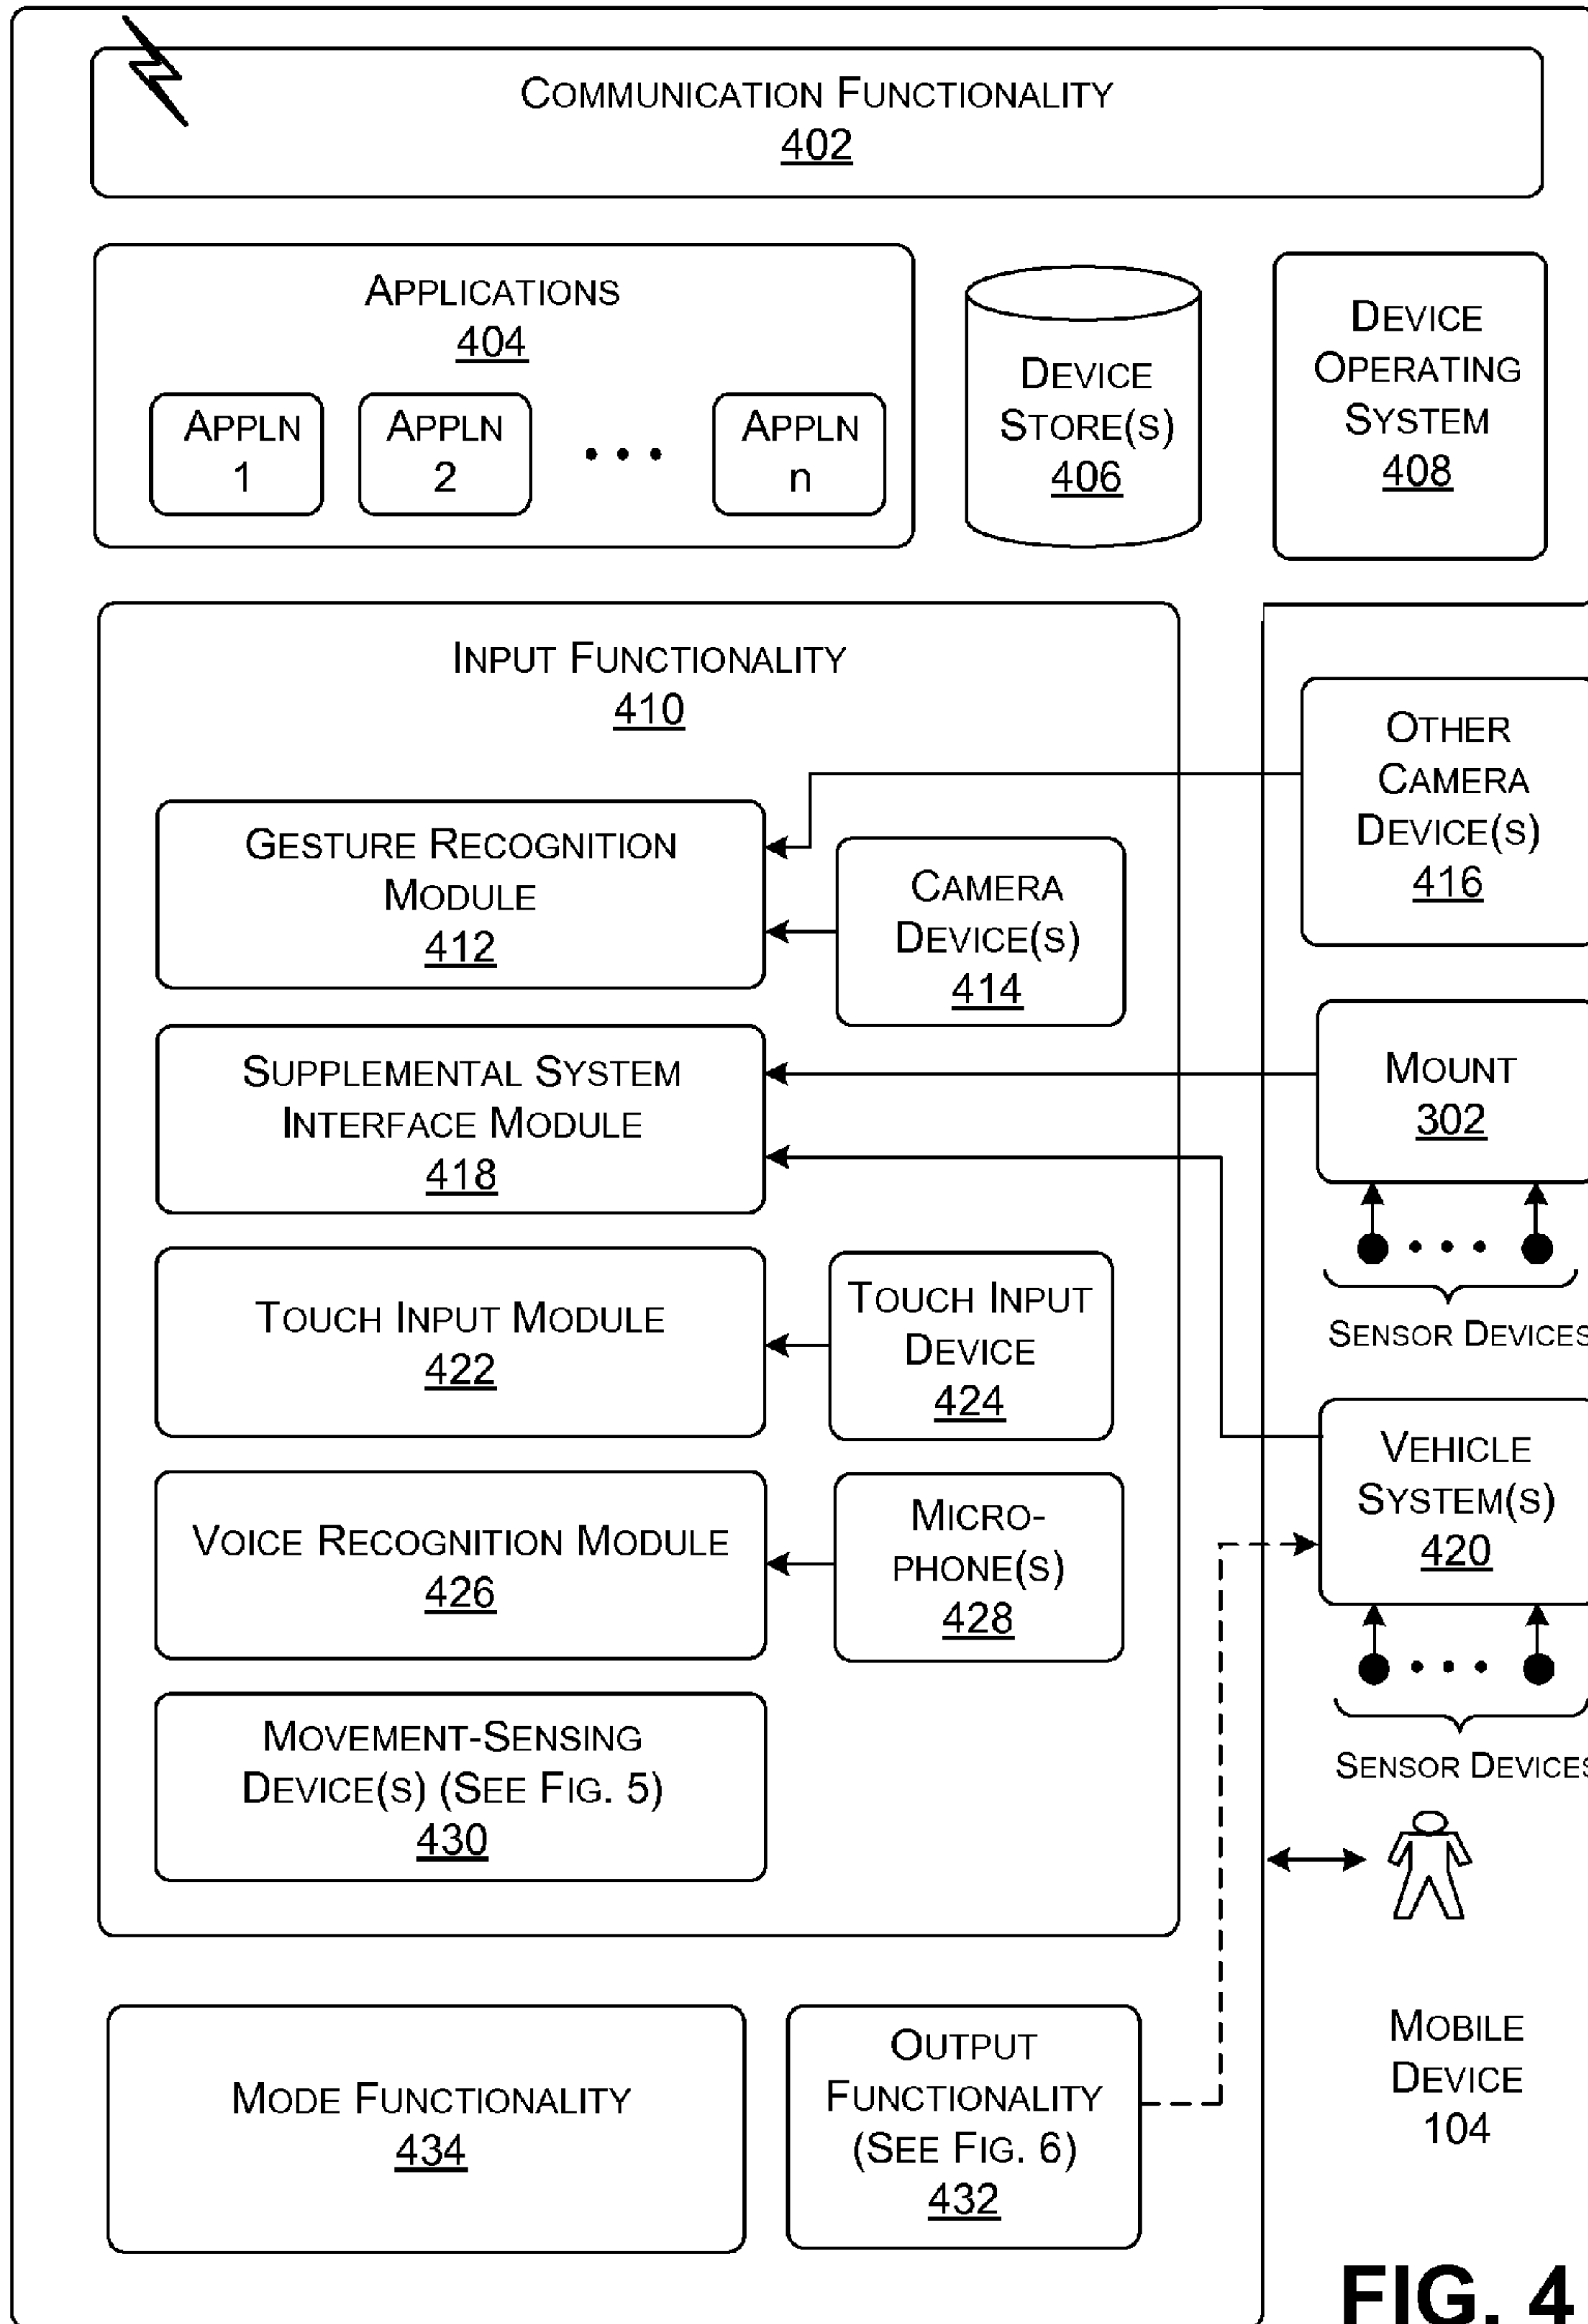 COMMUNICATION FUNCTIONALITY
402
APPLICATIONS
404
APPLN
1
APPLN
2
• • •
APPLN
n
DEVICE
STORE(S)
406
DEVICE
OPERATING
SYSTEM
408
INPUT FUNCTIONALITY
410
GESTURE RECOGNITION
MODULE
412
CAMERA
DEVICE(S)
414
OTHER
CAMERA
DEVICE(S)
416
SUPPLEMENTAL SYSTEM
INTERFACE MODULE
418
MOUNT
302
SENSOR DEVICES
TOUCH INPUT MODULE
422
TOUCH INPUT
DEVICE
424
VEHICLE
SYSTEM(S)
420
SENSOR DEVICES
VOICE RECOGNITION MODULE
426
MICRO-
PHONE(S)
428
MOVEMENT-SENSING
DEVICE(S) (SEE FIG. 5)
430
MODE FUNCTIONALITY
434
OUTPUT
FUNCTIONALITY
(SEE FIG. 6)
432
MOBILE
DEVICE
104
FIG. 4